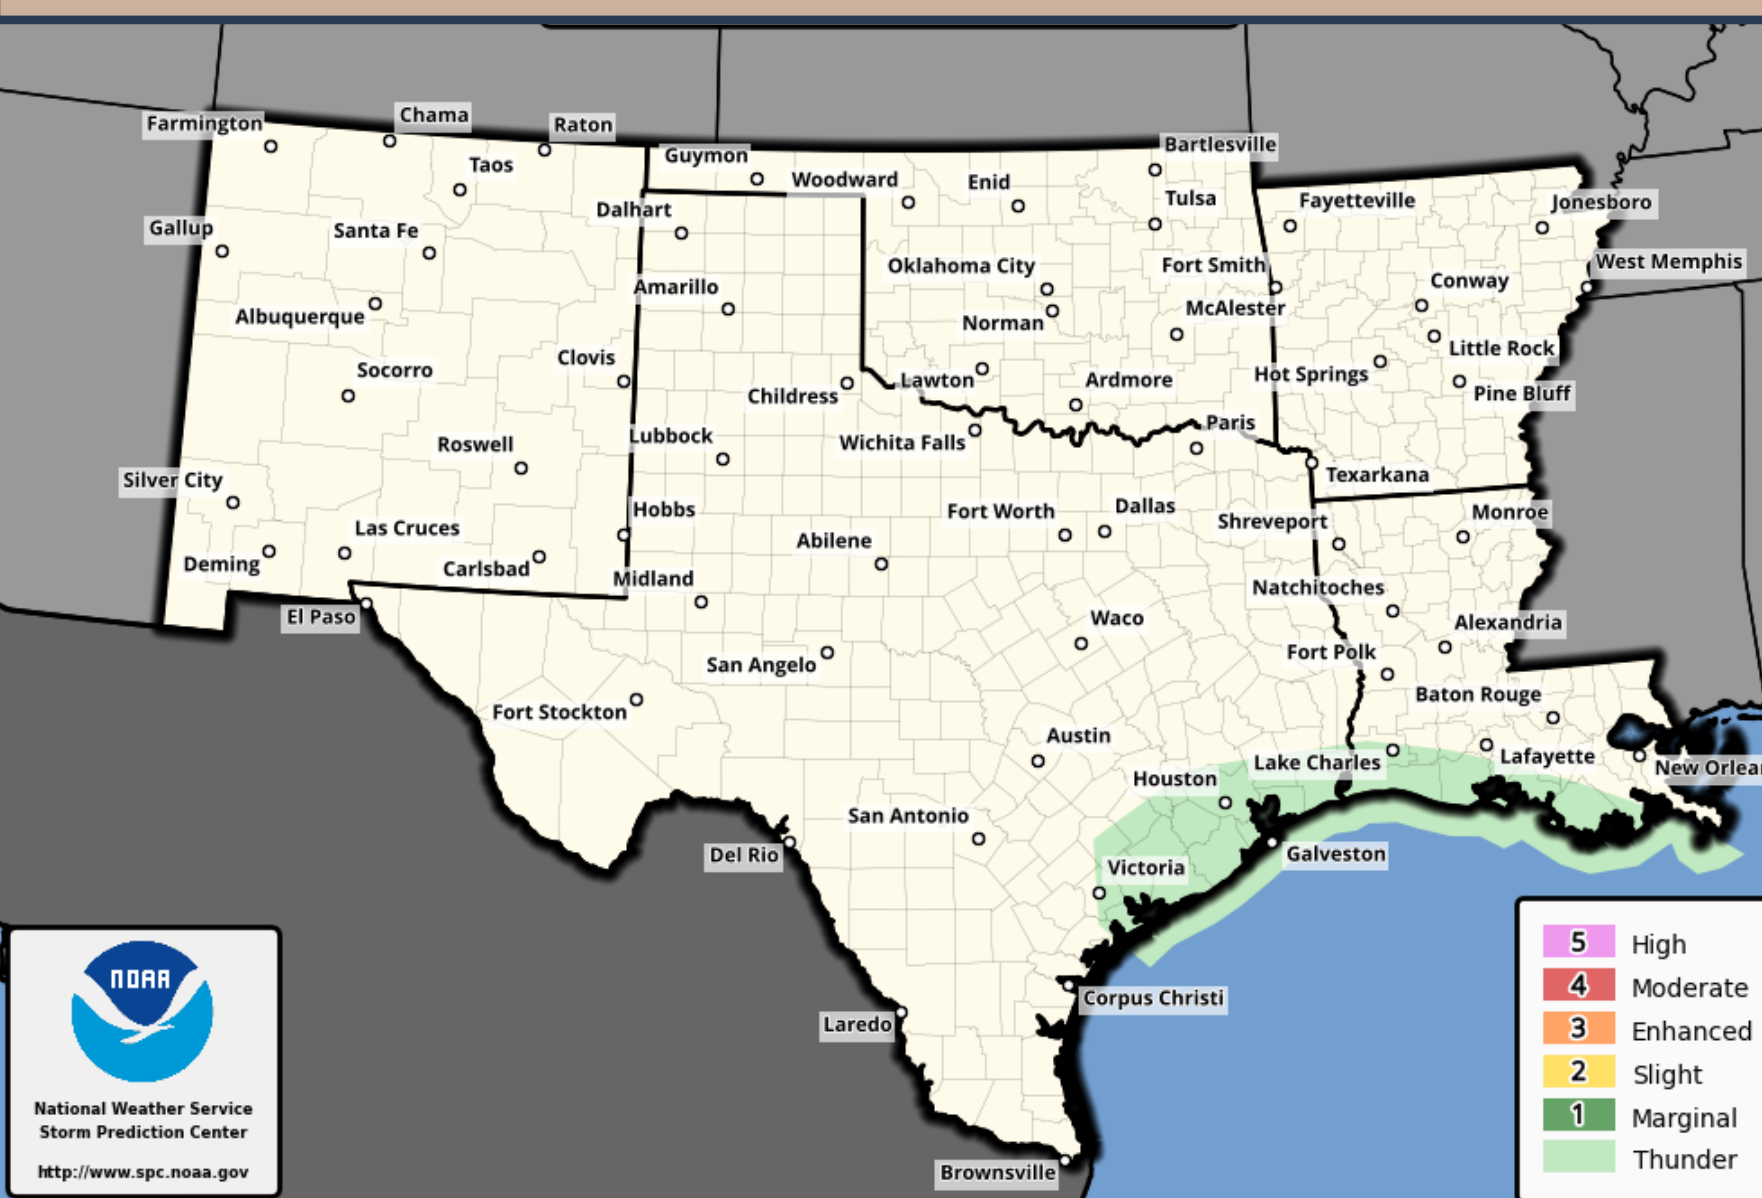 Farmington
Chama
Raton
Taos
Guymon
Woodward
Enid
Bartlesville
Tulsa
Fayetteville
Jonesboro
Gallup
Santa Fe
Dalhart
Oklahoma City
Fort Smith
West Memphis
Albuquerque
Amarillo
Norman
McAlester
Conway
Little Rock
Socorro
Clovis
Childress
Lawton
Ardmore
Hot Springs
Pine Bluff
Roswell
Lubbock
Wichita Falls
Paris
Texarkana
Silver City
Las Cruces
Hobbs
Fort Worth
Dallas
Shreveport
Monroe
Deming
Carlsbad
Midland
Abilene
Natchitoches
El Paso
San Angelo
Waco
Fort Polk
Alexandria
Fort Stockton
Austin
Baton Rouge
Houston
Lake Charles
Lafayette
New Orlea
San Antonio
Del Rio
Victoria
Galveston
Laredo
Corpus Christi
Brownsville
NOAA
National Weather Service
Storm Prediction Center
http://www.spc.noaa.gov
5 High
4 Moderate
3 Enhanced
2 Slight
1 Marginal
Thunder